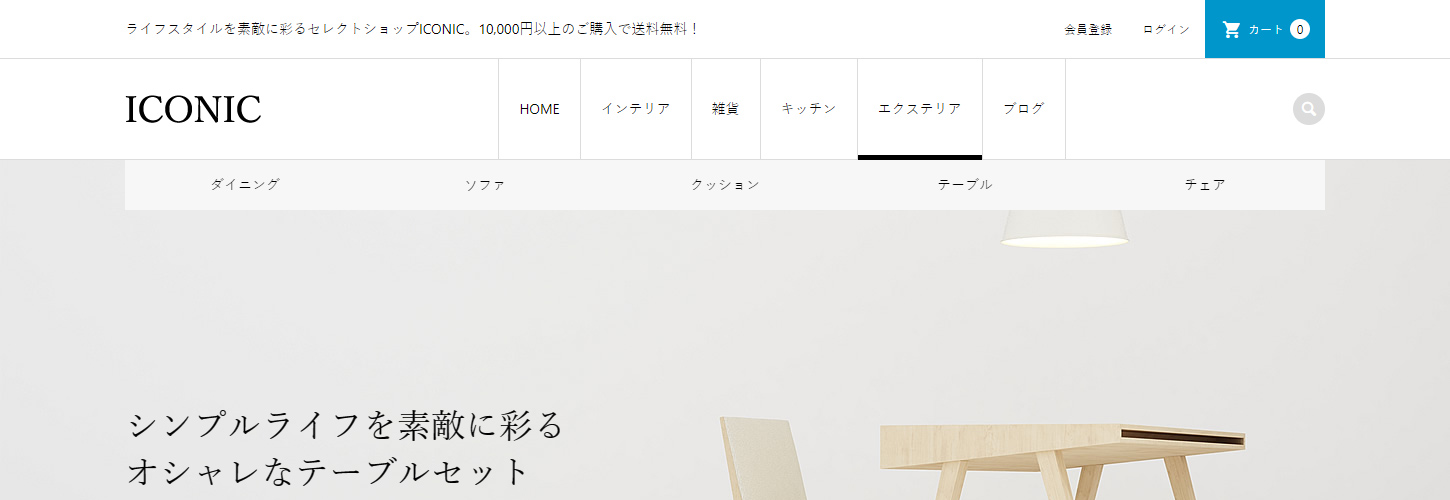 ライフスタイルを素敵に彩るセレクトショップICONIC。10,000円以上のご購入で送料無料！ 会員登録 ログイン カート 0
ICONIC HOME インテリア 雑貨 キッチン エクステリア ブログ
ダイニング ソファ クッション テーブル チェア
シンプルライフを素敵に彩る
オシャレなテーブルセット